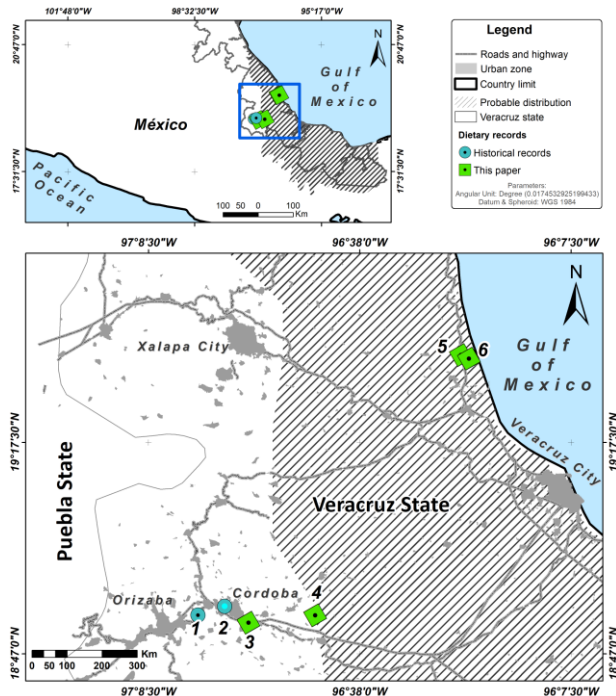 101°48'0"W
98°32'30"W
95°17'0"W
20°47'0"N
20°47'0"N
N
Gulf
of
Mexico
México
Pacific
Ocean
17°31'30"N
17°31'30"N
100 50 0 100
Km
Legend
Roads and highway
Urban zone
Country limit
Probable distribution
Veracruz state
Dietary records
Historical records
This paper
Parameters:
Angular Unit: Degree (0.0174532925199433)
Datum & Spheroid: WGS 1984
97°8'30"W
96°38'0"W
96°7'30"W
N
Xalapa City
5
6
Gulf
of
Mexico
19°17'30"N
19°17'30"N
Veracruz City
Puebla State
Veracruz State
Orizaba
Cordoba
4
1
2
3
0 50 100 200 300
Km
18°47'0"N
18°47'0"N
97°8'30"W
96°38'0"W
96°7'30"W